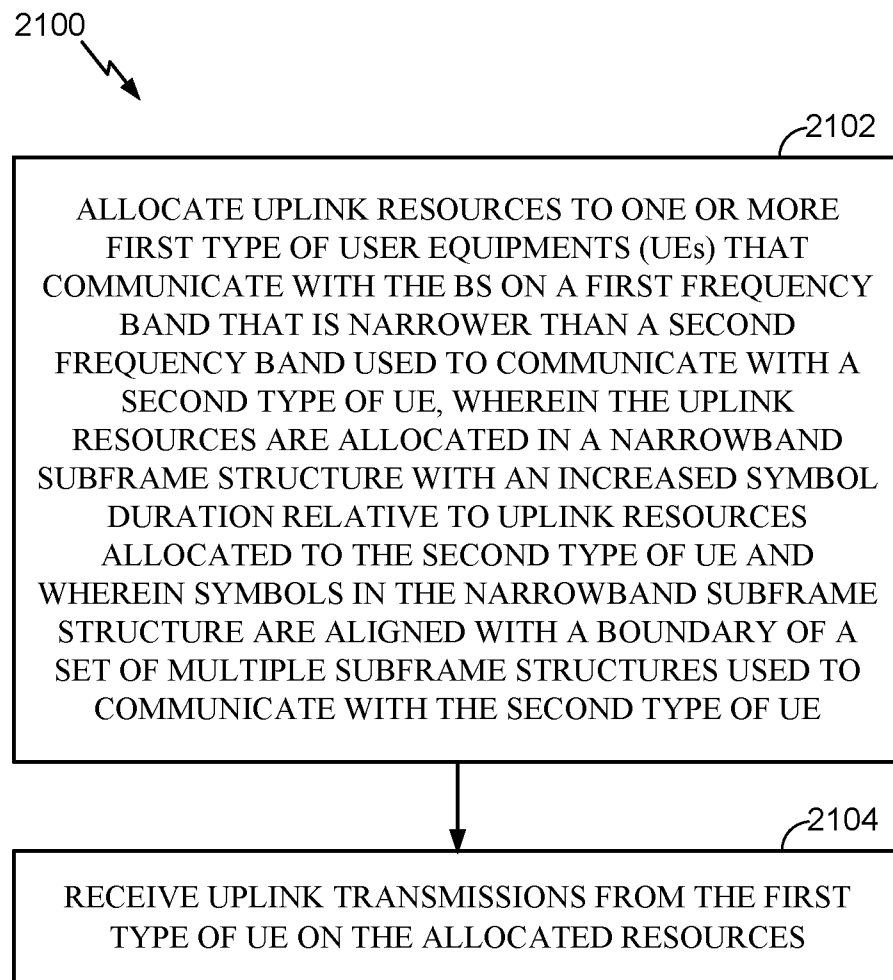 2100
2102
ALLOCATE UPLINK RESOURCES TO ONE OR MORE
FIRST TYPE OF USER EQUIPMENTS (UEs) THAT
COMMUNICATE WITH THE BS ON A FIRST FREQUENCY
BAND THAT IS NARROWER THAN A SECOND
FREQUENCY BAND USED TO COMMUNICATE WITH A
SECOND TYPE OF UE, WHEREIN THE UPLINK
RESOURCES ARE ALLOCATED IN A NARROWBAND
SUBFRAME STRUCTURE WITH AN INCREASED SYMBOL
DURATION RELATIVE TO UPLINK RESOURCES
ALLOCATED TO THE SECOND TYPE OF UE AND
WHEREIN SYMBOLS IN THE NARROWBAND SUBFRAME
STRUCTURE ARE ALIGNED WITH A BOUNDARY OF A
SET OF MULTIPLE SUBFRAME STRUCTURES USED TO
COMMUNICATE WITH THE SECOND TYPE OF UE
2104
RECEIVE UPLINK TRANSMISSIONS FROM THE FIRST
TYPE OF UE ON THE ALLOCATED RESOURCES